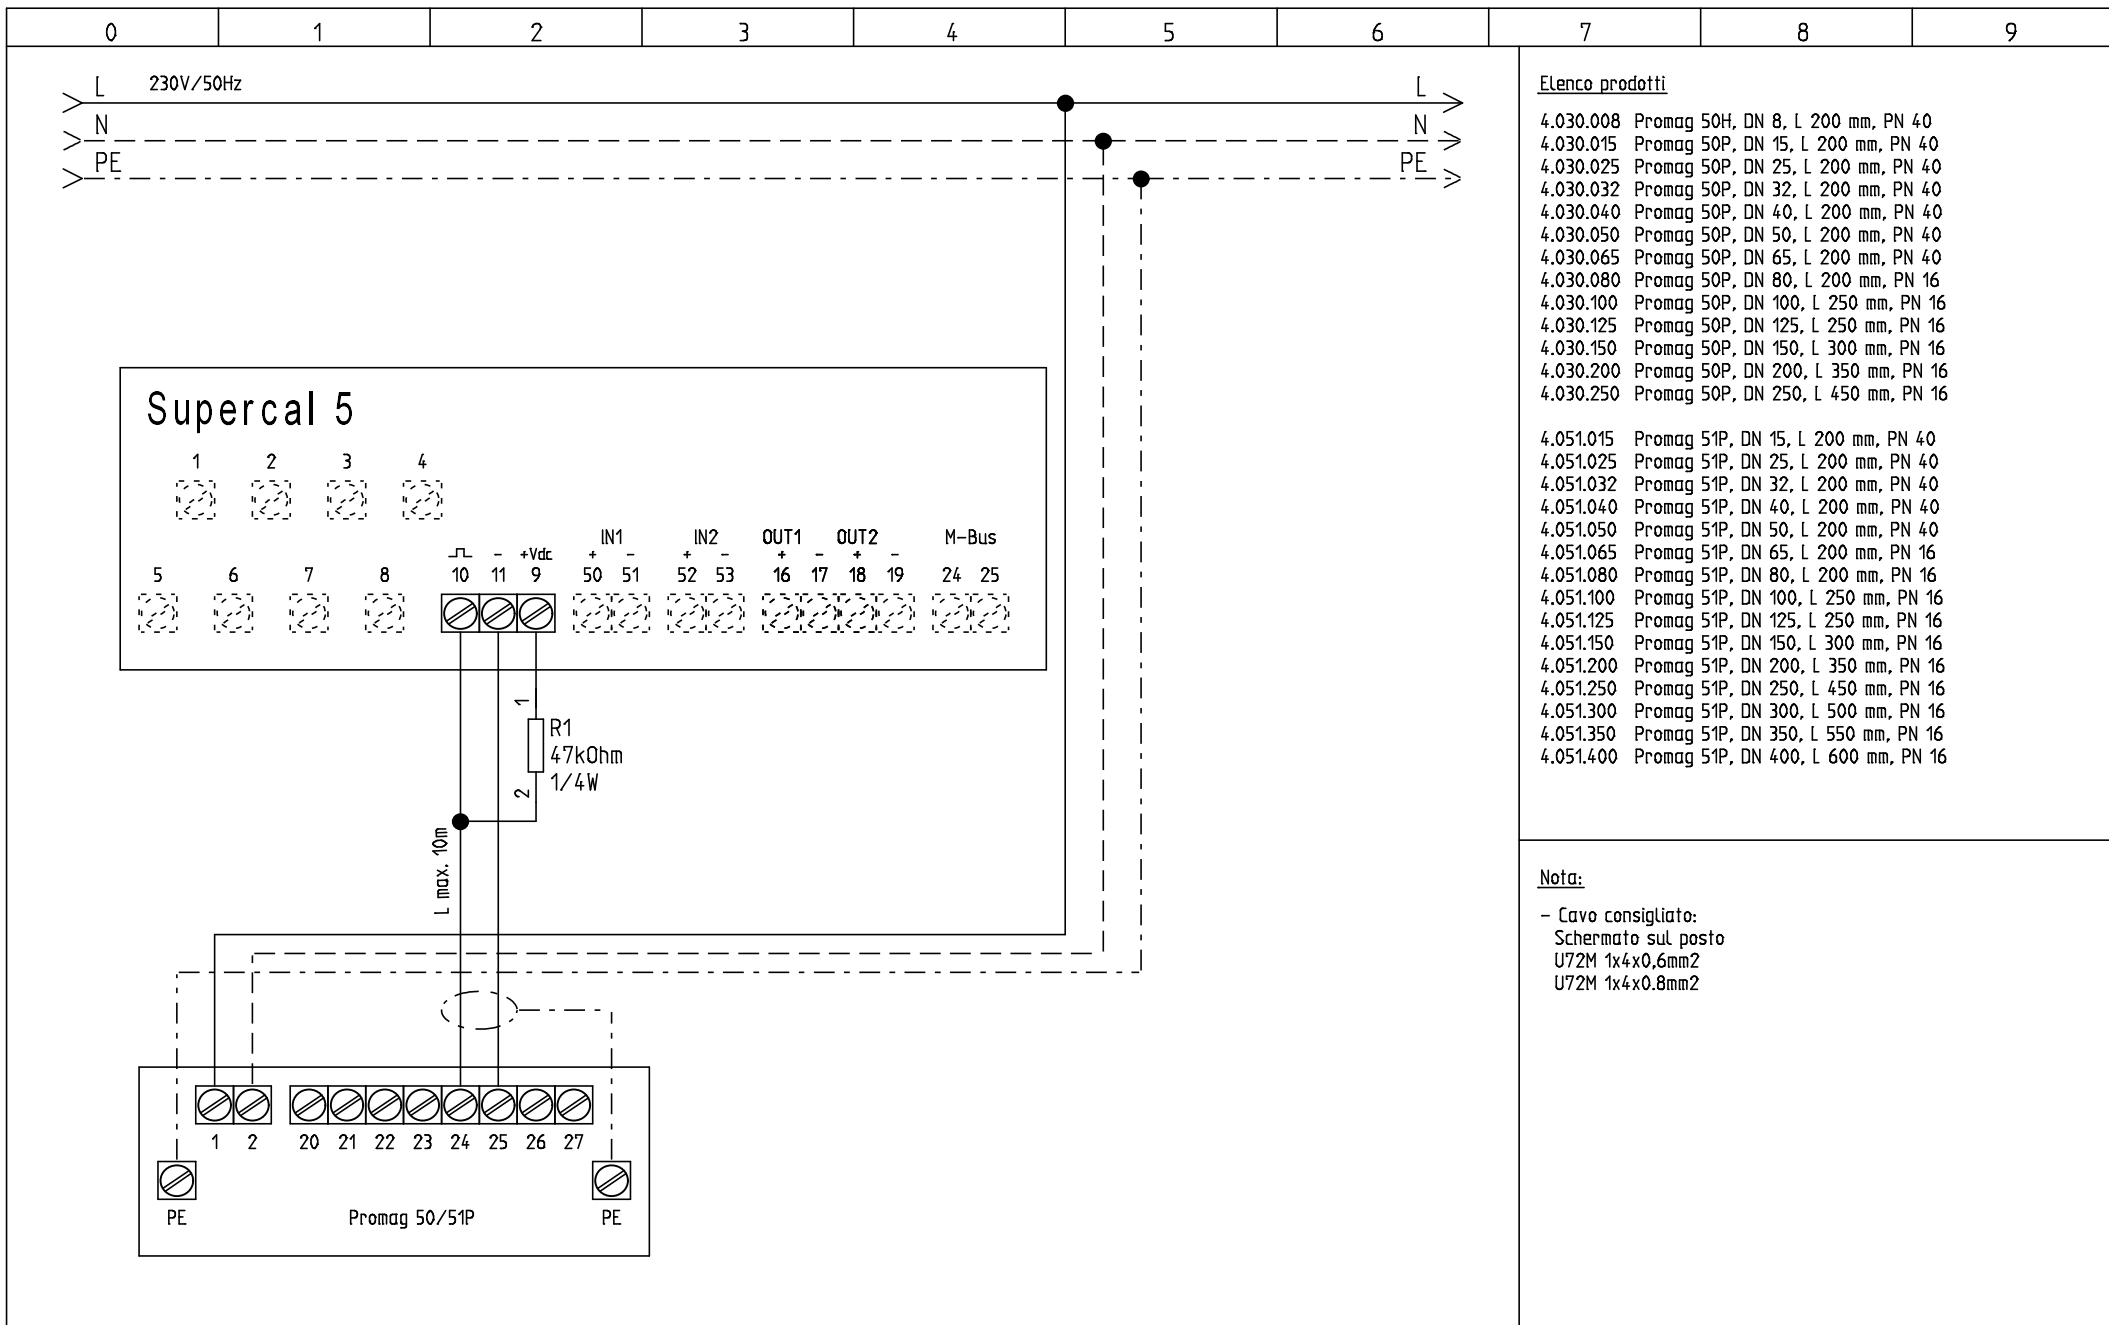 0 1 2 3 4 5 6 7 8 9
L 230V/50Hz L
N N
PE PE
Supercal 5
1 2 3 4
IN1 IN2 OUT1 OUT2 M-Bus
- +Vdc + - + - + - + -
5 6 7 8 10 11 9 50 51 52 53 16 17 18 19 24 25
1
R1
47kOhm
1/4W
2
L max. 10m
1 2 20 21 22 23 24 25 26 27
PE Promag 50/51P PE
Elenco prodotti
4.030.008 Promag 50H, DN 8, L 200 mm, PN 40
4.030.015 Promag 50P, DN 15, L 200 mm, PN 40
4.030.025 Promag 50P, DN 25, L 200 mm, PN 40
4.030.032 Promag 50P, DN 32, L 200 mm, PN 40
4.030.040 Promag 50P, DN 40, L 200 mm, PN 40
4.030.050 Promag 50P, DN 50, L 200 mm, PN 40
4.030.065 Promag 50P, DN 65, L 200 mm, PN 40
4.030.080 Promag 50P, DN 80, L 200 mm, PN 16
4.030.100 Promag 50P, DN 100, L 250 mm, PN 16
4.030.125 Promag 50P, DN 125, L 250 mm, PN 16
4.030.150 Promag 50P, DN 150, L 300 mm, PN 16
4.030.200 Promag 50P, DN 200, L 350 mm, PN 16
4.030.250 Promag 50P, DN 250, L 450 mm, PN 16
4.051.015 Promag 51P, DN 15, L 200 mm, PN 40
4.051.025 Promag 51P, DN 25, L 200 mm, PN 40
4.051.032 Promag 51P, DN 32, L 200 mm, PN 40
4.051.040 Promag 51P, DN 40, L 200 mm, PN 40
4.051.050 Promag 51P, DN 50, L 200 mm, PN 40
4.051.065 Promag 51P, DN 65, L 200 mm, PN 16
4.051.080 Promag 51P, DN 80, L 200 mm, PN 16
4.051.100 Promag 51P, DN 100, L 250 mm, PN 16
4.051.125 Promag 51P, DN 125, L 250 mm, PN 16
4.051.150 Promag 51P, DN 150, L 300 mm, PN 16
4.051.200 Promag 51P, DN 200, L 350 mm, PN 16
4.051.250 Promag 51P, DN 250, L 450 mm, PN 16
4.051.300 Promag 51P, DN 300, L 500 mm, PN 16
4.051.350 Promag 51P, DN 350, L 550 mm, PN 16
4.051.400 Promag 51P, DN 400, L 600 mm, PN 16
Nota:
- Cavo consigliato:
Schermato sul posto
U72M 1x4x0,6mm2
U72M 1x4x0.8mm2